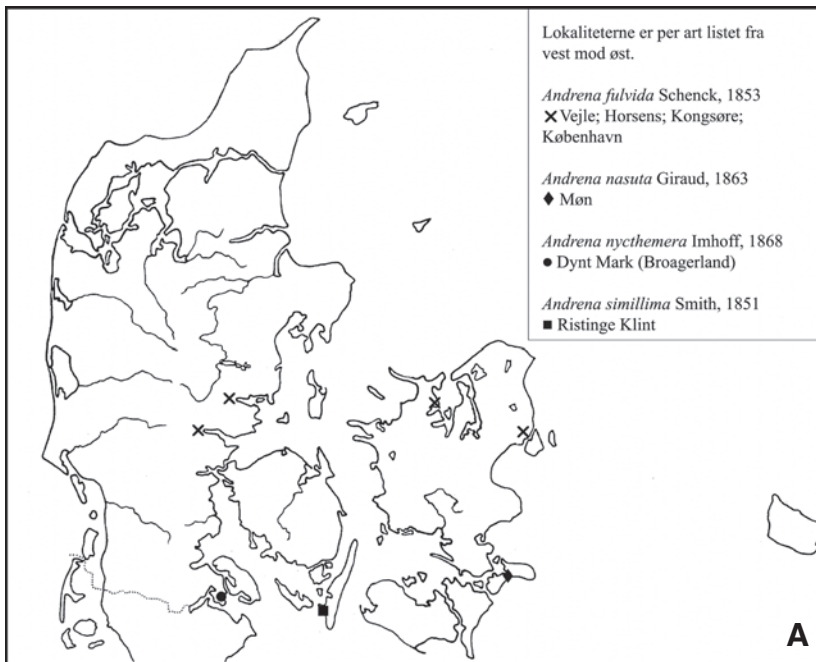 Lokaliteterne er per art listet fra
vest mod øst.
Andrena fulvida Schenck, 1853
Vejle; Horsens; Kongsøre;
København
Andrena nasuta Giraud, 1863
Møn
Andrena nycthemera Imhoff, 1868
Dynt Mark (Broagerland)
Andrena simillima Smith, 1851
Ristinge Klint
A